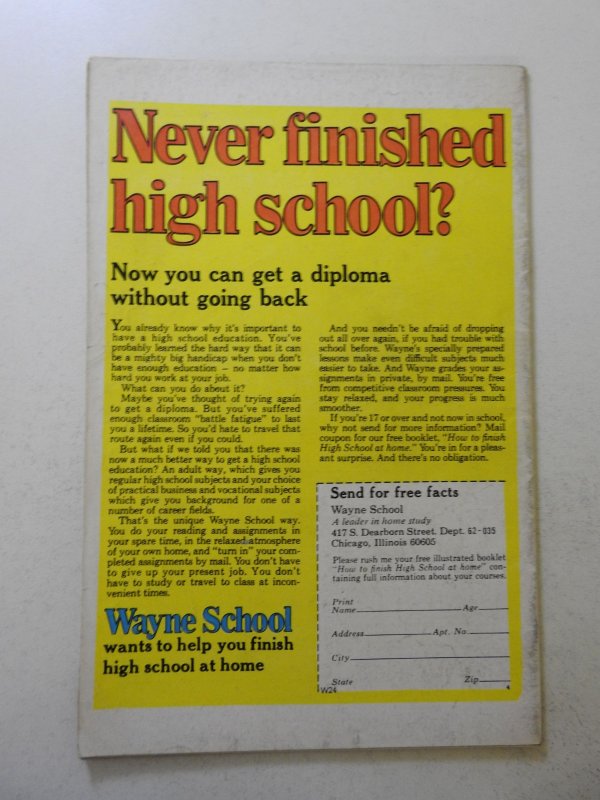 Never finished
high school?
Now you can get a diploma
without going back
You already know why it's important to
have a high school education. You've
probably learned the hard way that it can
be a mighty big handicap when you don't
have enough education — no matter how
hard you work at your job.
What can you do about it?
Maybe you've thought of trying again
to get a diploma. But you've suffered
enough classroom "battle fatigue" to last
you a lifetime. So you'd hate to travel that
route again even if you could.
But what if we told you that there was
now a much better way to get a high school
education? An adult way, which gives you
regular high school subjects and your choice
of practical business and vocational subjects
which give you background for one of a
number of career fields.
That's the unique Wayne School way.
You do your reading and assignments in
your spare time, in the relaxed atmosphere
of your own home, and "turn in" your com-
pleted assignments by mail. You don't have
to give up your present job. You don't
have to study or travel to class at incon-
venient times.
Wayne School
wants to help you finish
high school at home
And you needn't be afraid of dropping
out all over again, if you had trouble with
school before. Wayne's specially prepared
lessons make even difficult subjects much
easier to take. And Wayne grades your as-
signments in private, by mail. You're free
from competitive classroom pressures. You
stay relaxed, and your progress is much
smoother.
If you're 17 or over and not now in school,
why not send for more information? Mail
coupon for our free booklet, "How to finish
High School at home." You're in for a pleas-
ant surprise. And there's no obligation.
Send for free facts
Wayne School
A leader in home study
417 S. Dearborn Street, Dept. 62-035
Chicago, Illinois 60605
Please rush me your free illustrated booklet
"How to finish High School at home" con-
taining full information about your courses.
Print
Name Age
Address Apt. No.
City
State Zip
W24 4